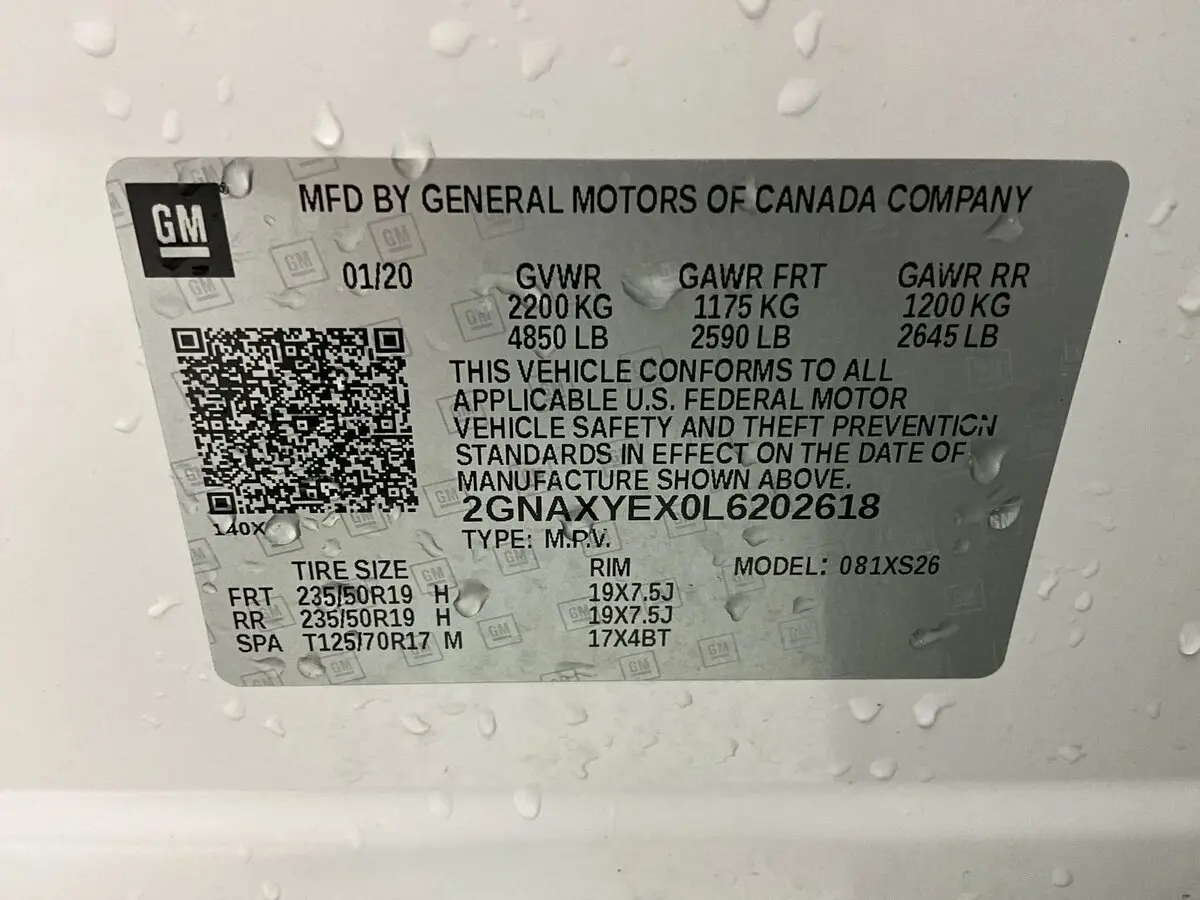 GM
MFD BY GENERAL MOTORS OF CANADA COMPANY
01/20 GVWR GAWR FRT GAWR RR
2200 KG 1175 KG 1200 KG
4850 LB 2590 LB 2645 LB
THIS VEHICLE CONFORMS TO ALL
APPLICABLE U.S. FEDERAL MOTOR
VEHICLE SAFETY AND THEFT PREVENTION
STANDARDS IN EFFECT ON THE DATE OF
MANUFACTURE SHOWN ABOVE.
2GNAXYEX0L6202618
140X
TYPE: M.P.V.
TIRE SIZE RIM MODEL: 081XS26
FRT 235/50R19 H 19X7.5J
RR 235/50R19 H 19X7.5J
SPA T125/70R17 M 17X4BT